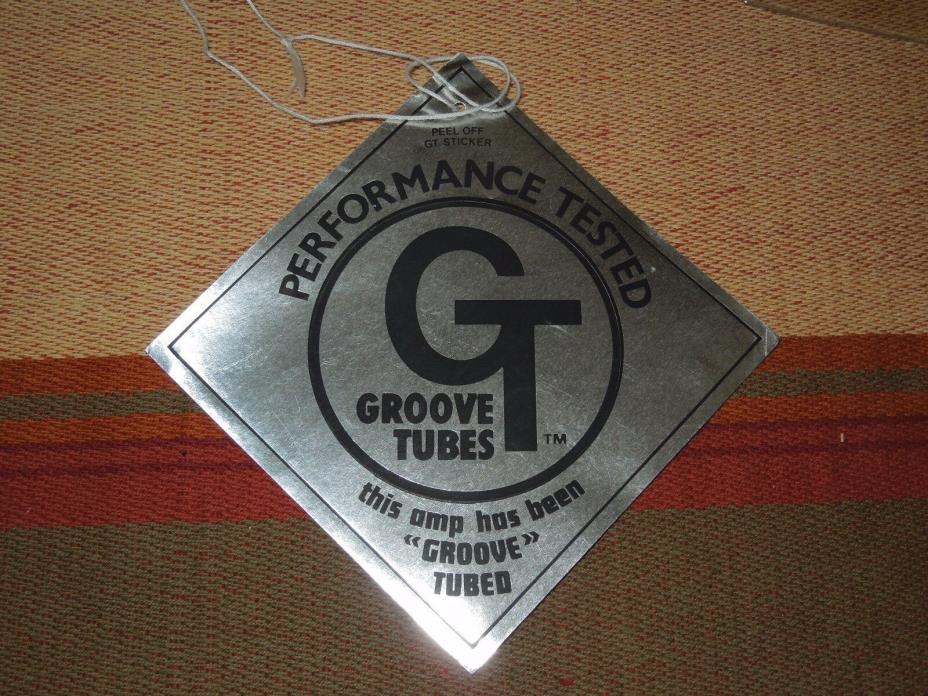 PEEL OFF
GT STICKER
PERFORMANCE TESTED
GT
GROOVE
TUBES
TM
this amp has been
“GROOVE”
TUBED